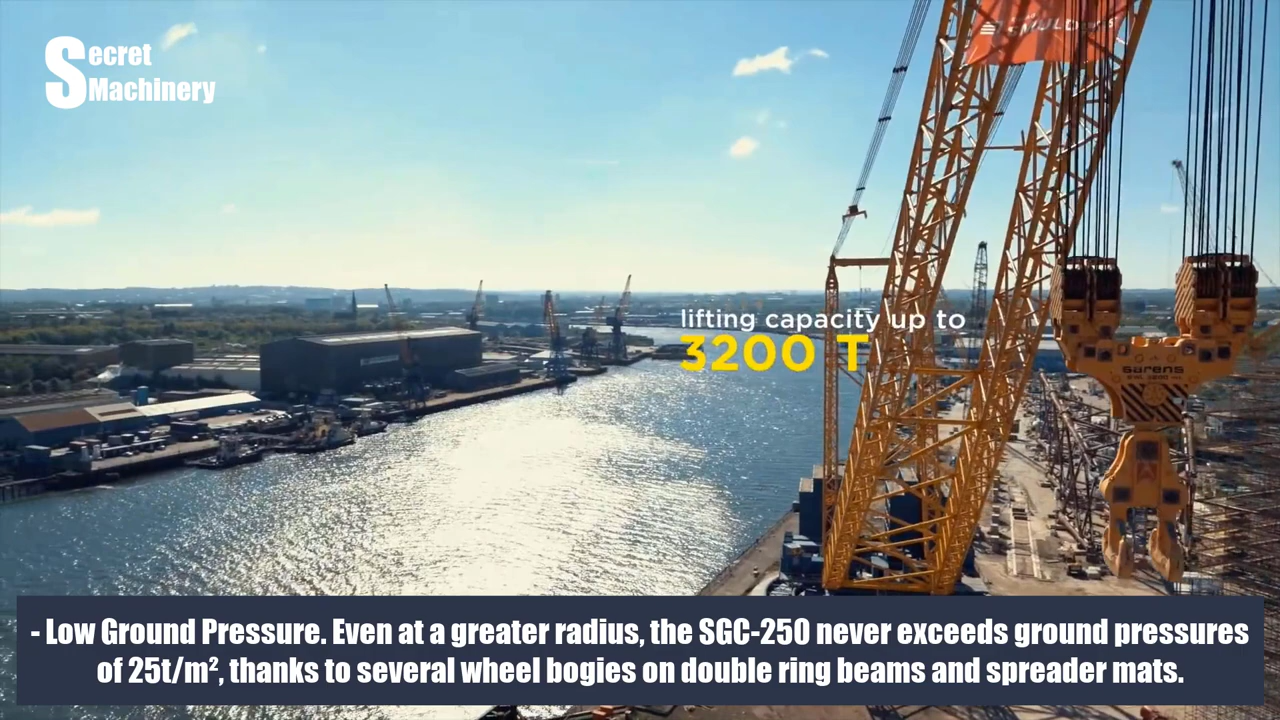 Secret
Machinery
SMULDERS
lifting capacity up to
3200 T
sarens
- Low Ground Pressure. Even at a greater radius, the SGC-250 never exceeds ground pressures
of 25t/m², thanks to several wheel bogies on double ring beams and spreader mats.